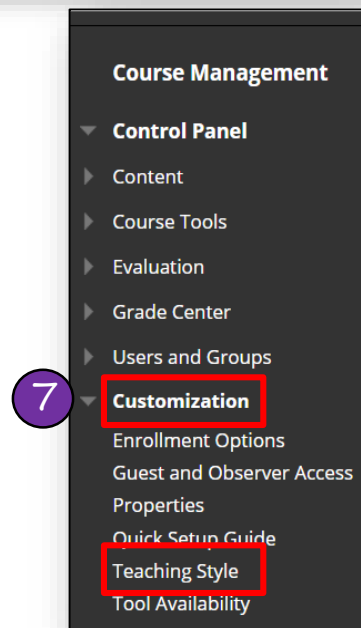 Course Management
Control Panel
Content
Course Tools
Evaluation
Grade Center
Users and Groups
7 Customization
Enrollment Options
Guest and Observer Access
Properties
Quick Setup Guide
Teaching Style
Tool Availability